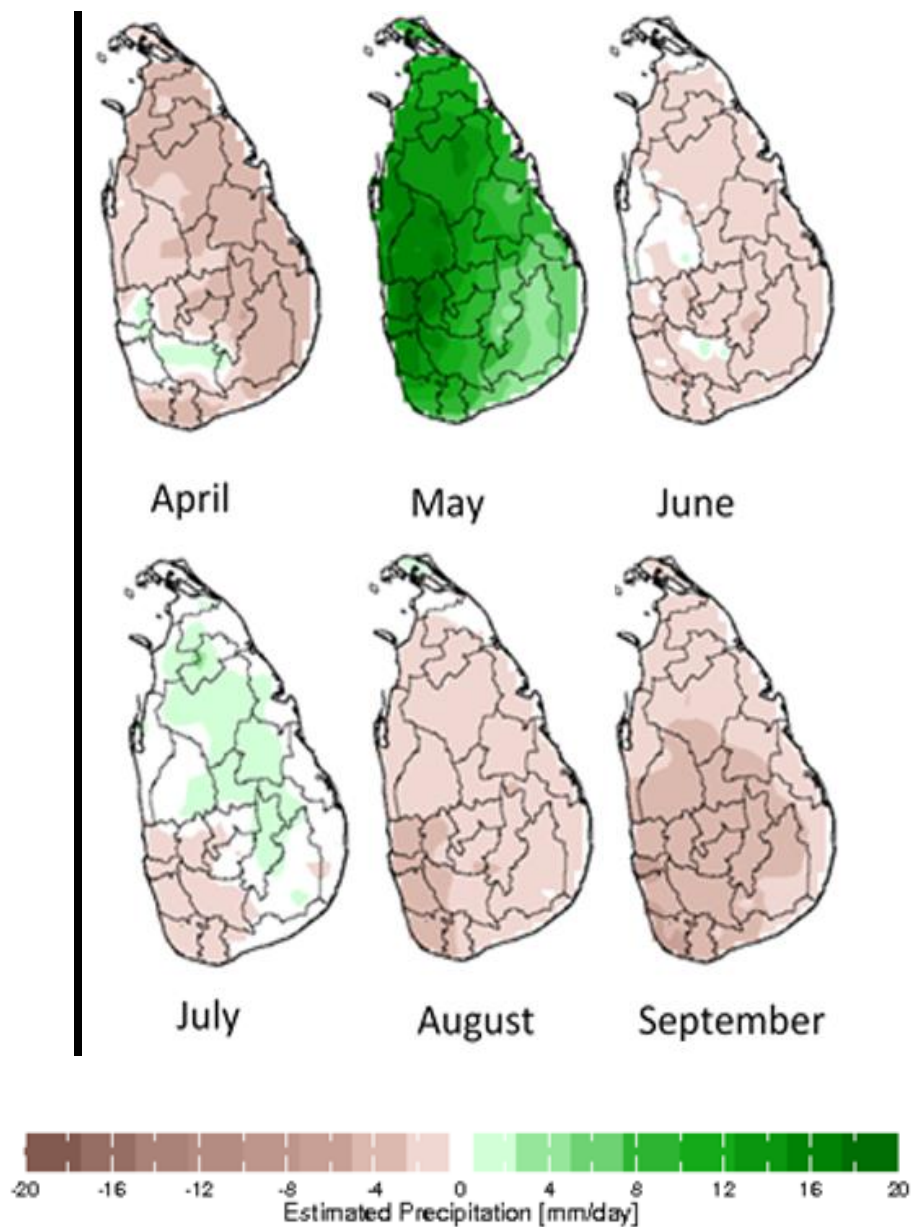 April May June
July August September
-20 -16 -12 -8 -4 0 4 8 12 16 20
Estimated Precipitation [mm/day]